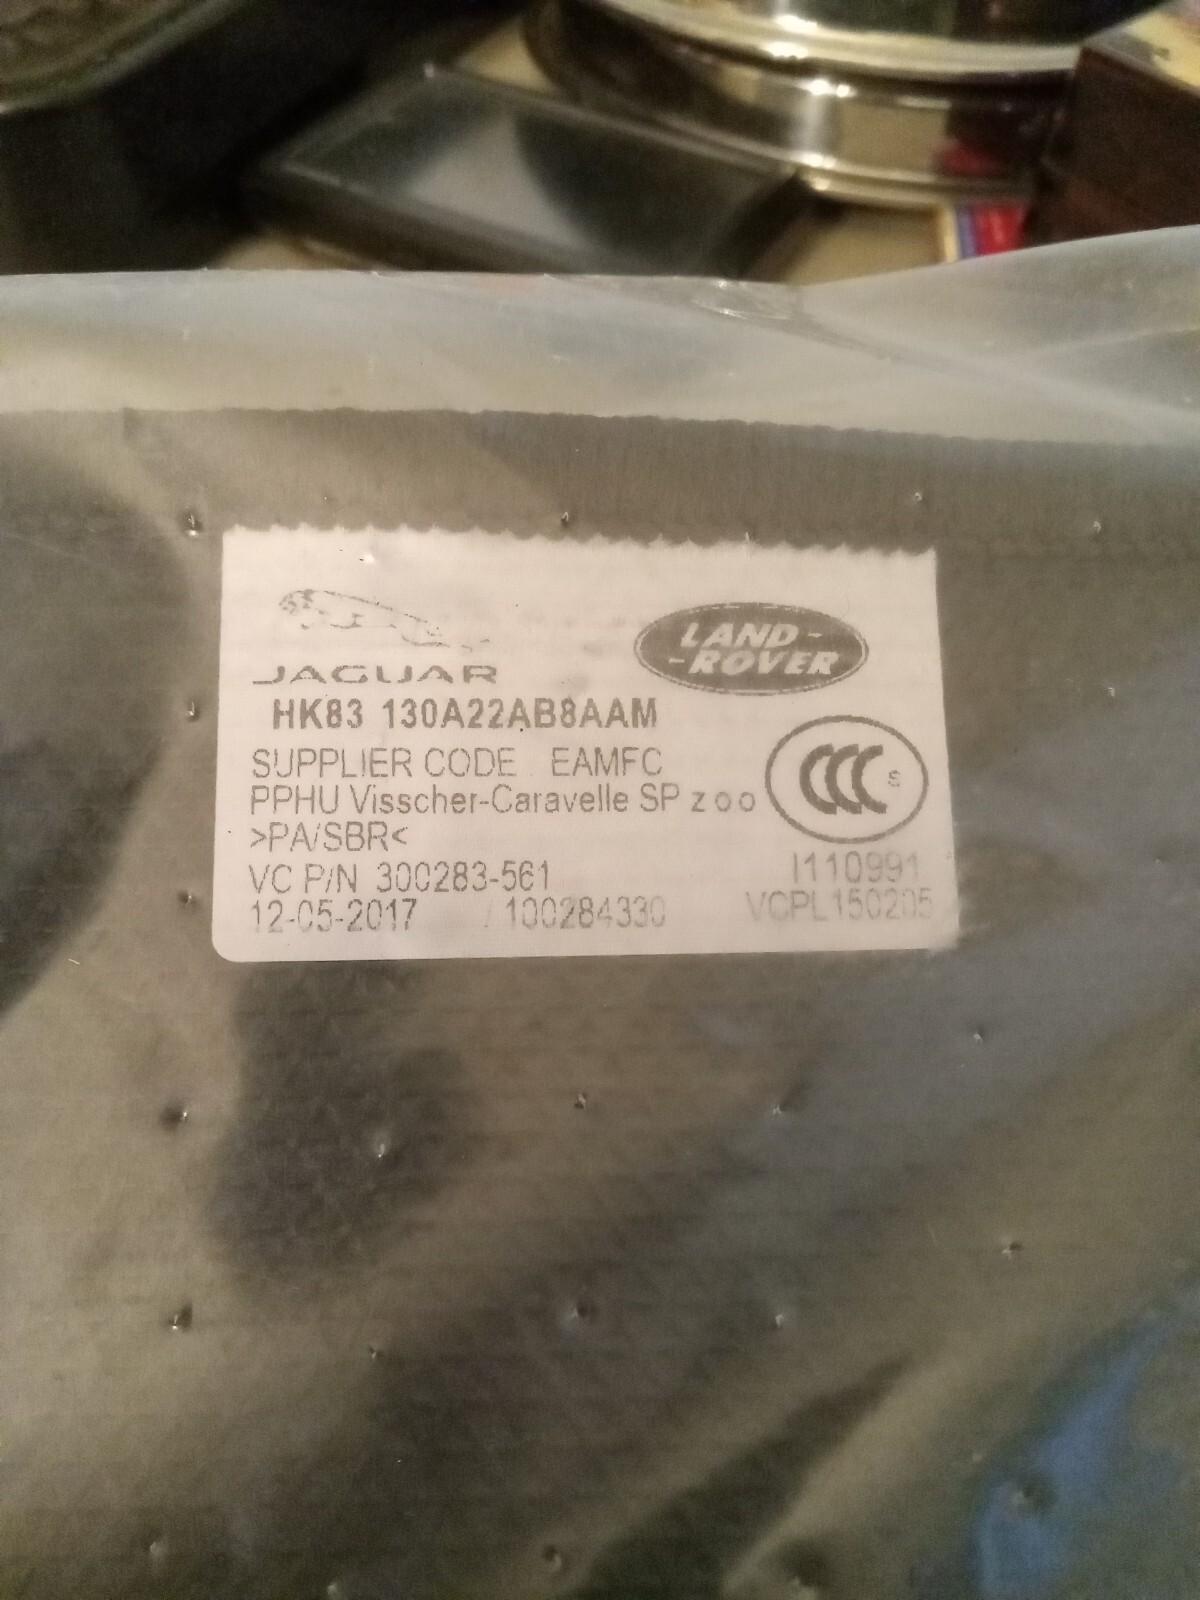 JAGUAR
LAND-
-ROVER
HK83 130A22AB8AAM
SUPPLIER CODE EAMFC
CCC S
PPHU Visscher-Caravelle SP z o o
>PA/SBR<
VC P/N 300283-561
I110991
12-05-2017 / 100284330
VCPL150205